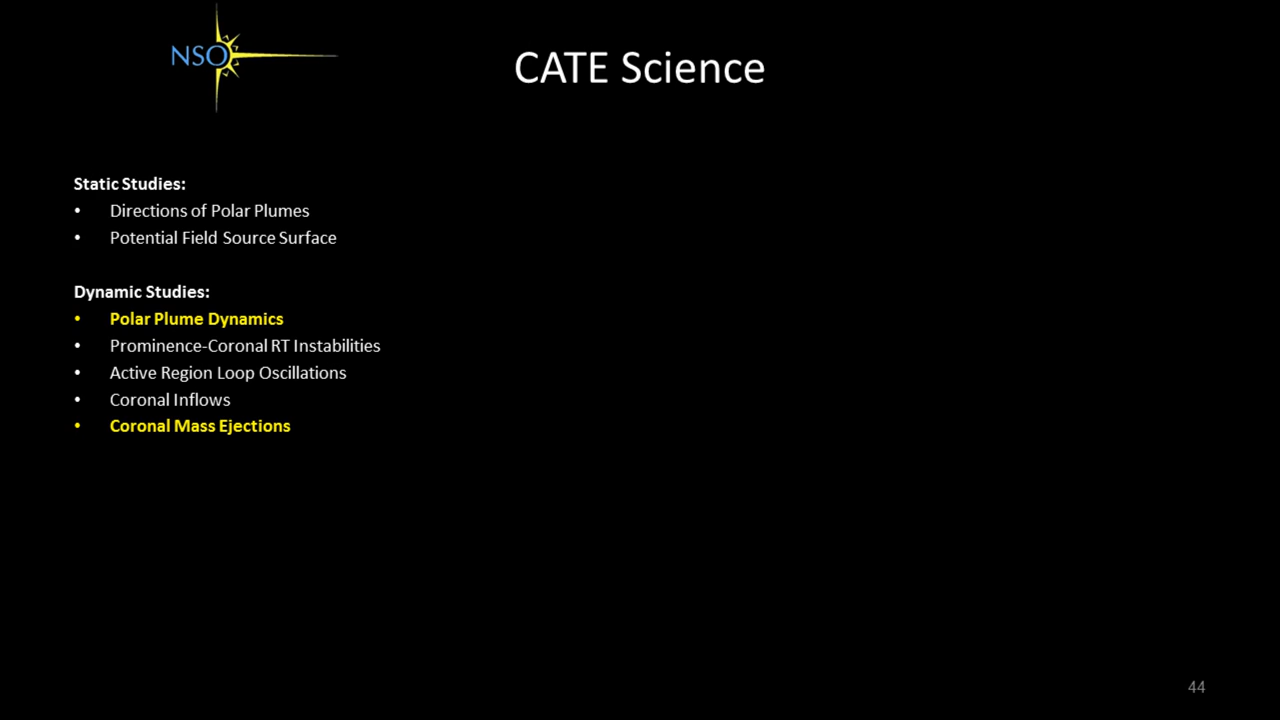 NSO
CATE Science
Static Studies:
• Directions of Polar Plumes
• Potential Field Source Surface
Dynamic Studies:
• Polar Plume Dynamics
• Prominence-Coronal RT Instabilities
• Active Region Loop Oscillations
• Coronal Inflows
• Coronal Mass Ejections
44